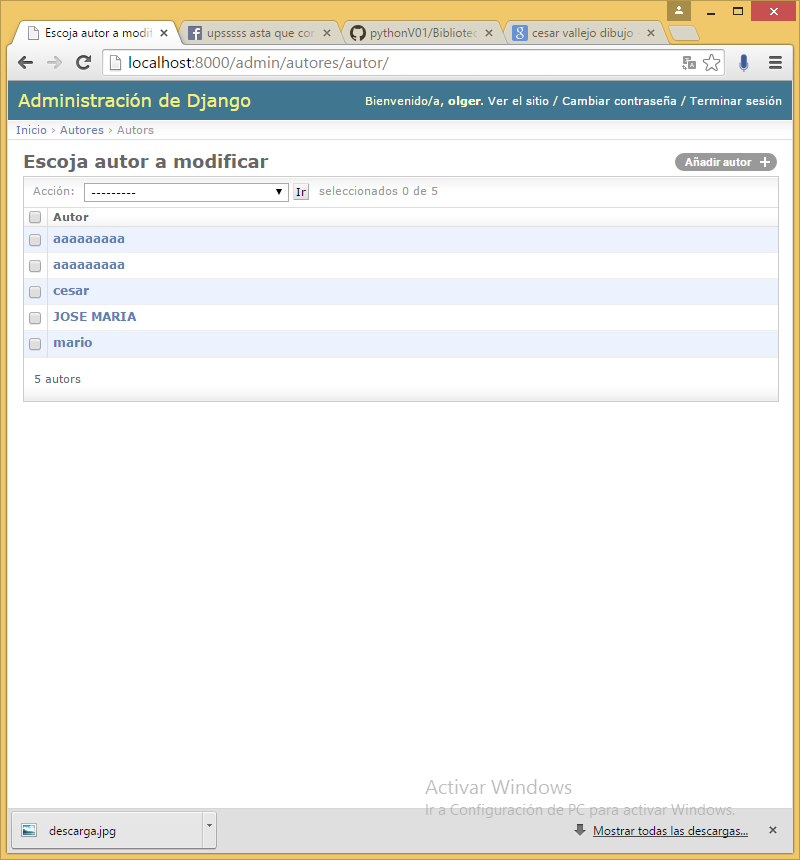 Escoja autor a modif
upsssss asta que cor
pythonV01/Bibliotec
cesar vallejo dibujo -
localhost:8000/admin/autores/autor/
Administración de Django
Bienvenido/a, olger. Ver el sitio / Cambiar contraseña / Terminar sesión
Inicio › Autores › Autors
Escoja autor a modificar
Añadir autor +
Acción: --------- Ir seleccionados 0 de 5
Autor
aaaaaaaaa
aaaaaaaaa
cesar
JOSE MARIA
mario
5 autors
Activar Windows
Ir a Configuración de PC para activar Windows.
descarga.jpg
Mostrar todas las descargas...